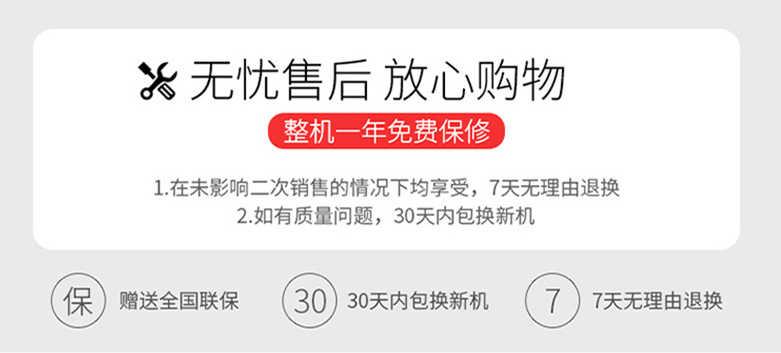 无忧售后 放心购物
整机一年免费保修
1.在未影响二次销售的情况下均享受，7天无理由退换
2.如有质量问题，30天内包换新机
保 赠送全国联保 30 30天内包换新机 7 7天无理由退换